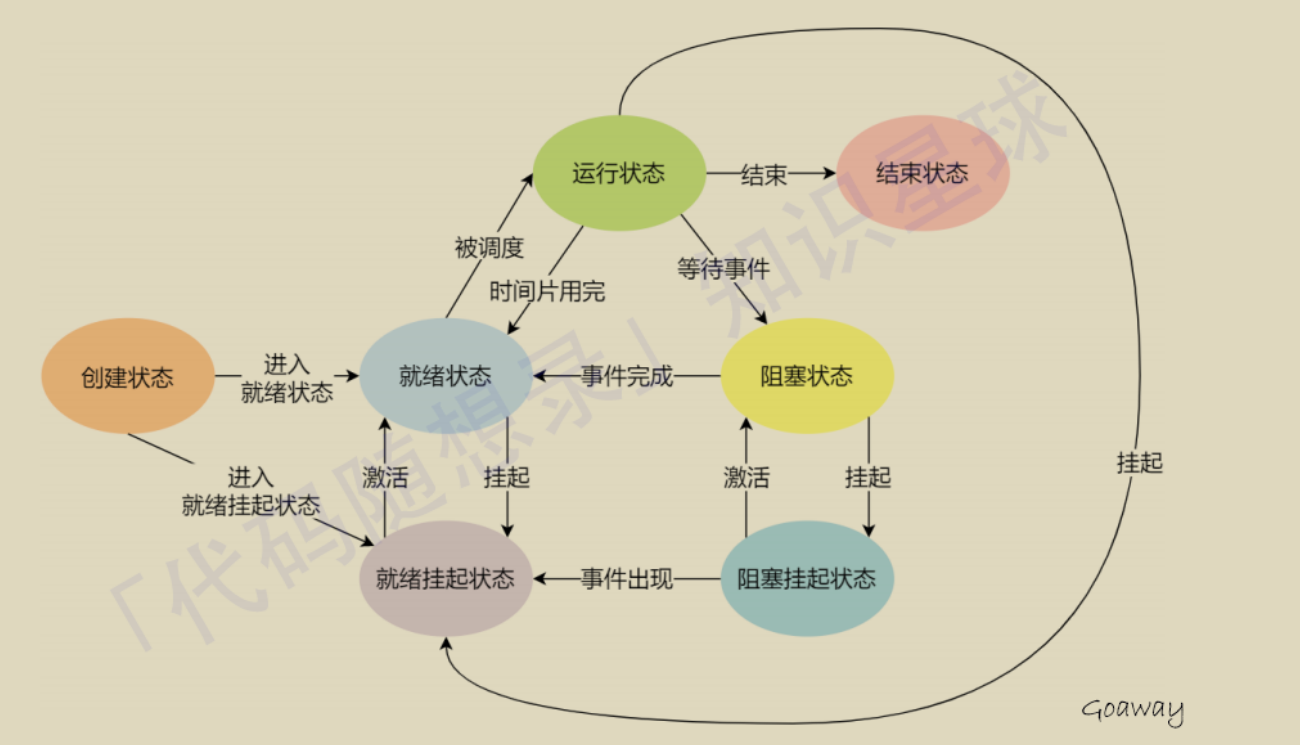 运行状态
结束
结束状态
被调度
时间片用完
等待事件
创建状态
进入
就绪状态
就绪状态
事件完成
阻塞状态
进入
就绪挂起状态
激活
挂起
激活
挂起
挂起
就绪挂起状态
事件出现
阻塞挂起状态
「代码随想录」知识星球
Goaway